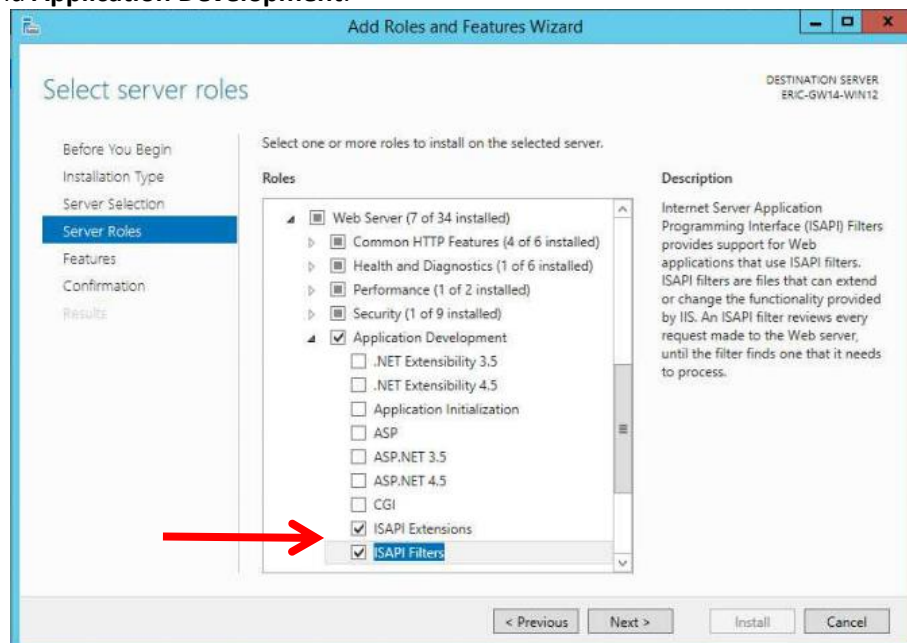 Application Development.
Add Roles and Features Wizard
Select server roles
DESTINATION SERVER
ERIC-GW14-WIN12
Before You Begin
Installation Type
Server Selection
Server Roles
Features
Confirmation
Results
Select one or more roles to install on the selected server.
Roles
Web Server (7 of 34 installed)
Common HTTP Features (4 of 6 installed)
Health and Diagnostics (1 of 6 installed)
Performance (1 of 2 installed)
Security (1 of 9 installed)
Application Development
.NET Extensibility 3.5
.NET Extensibility 4.5
Application Initialization
ASP
ASP.NET 3.5
ASP.NET 4.5
CGI
ISAPI Extensions
ISAPI Filters
Description
Internet Server Application
Programming Interface (ISAPI) Filters
provides support for Web
applications that use ISAPI filters.
ISAPI filters are files that can extend
or change the functionality provided
by IIS. An ISAPI filter reviews every
request made to the Web server,
until the filter finds one that it needs
to process.
< Previous
Next >
Install
Cancel